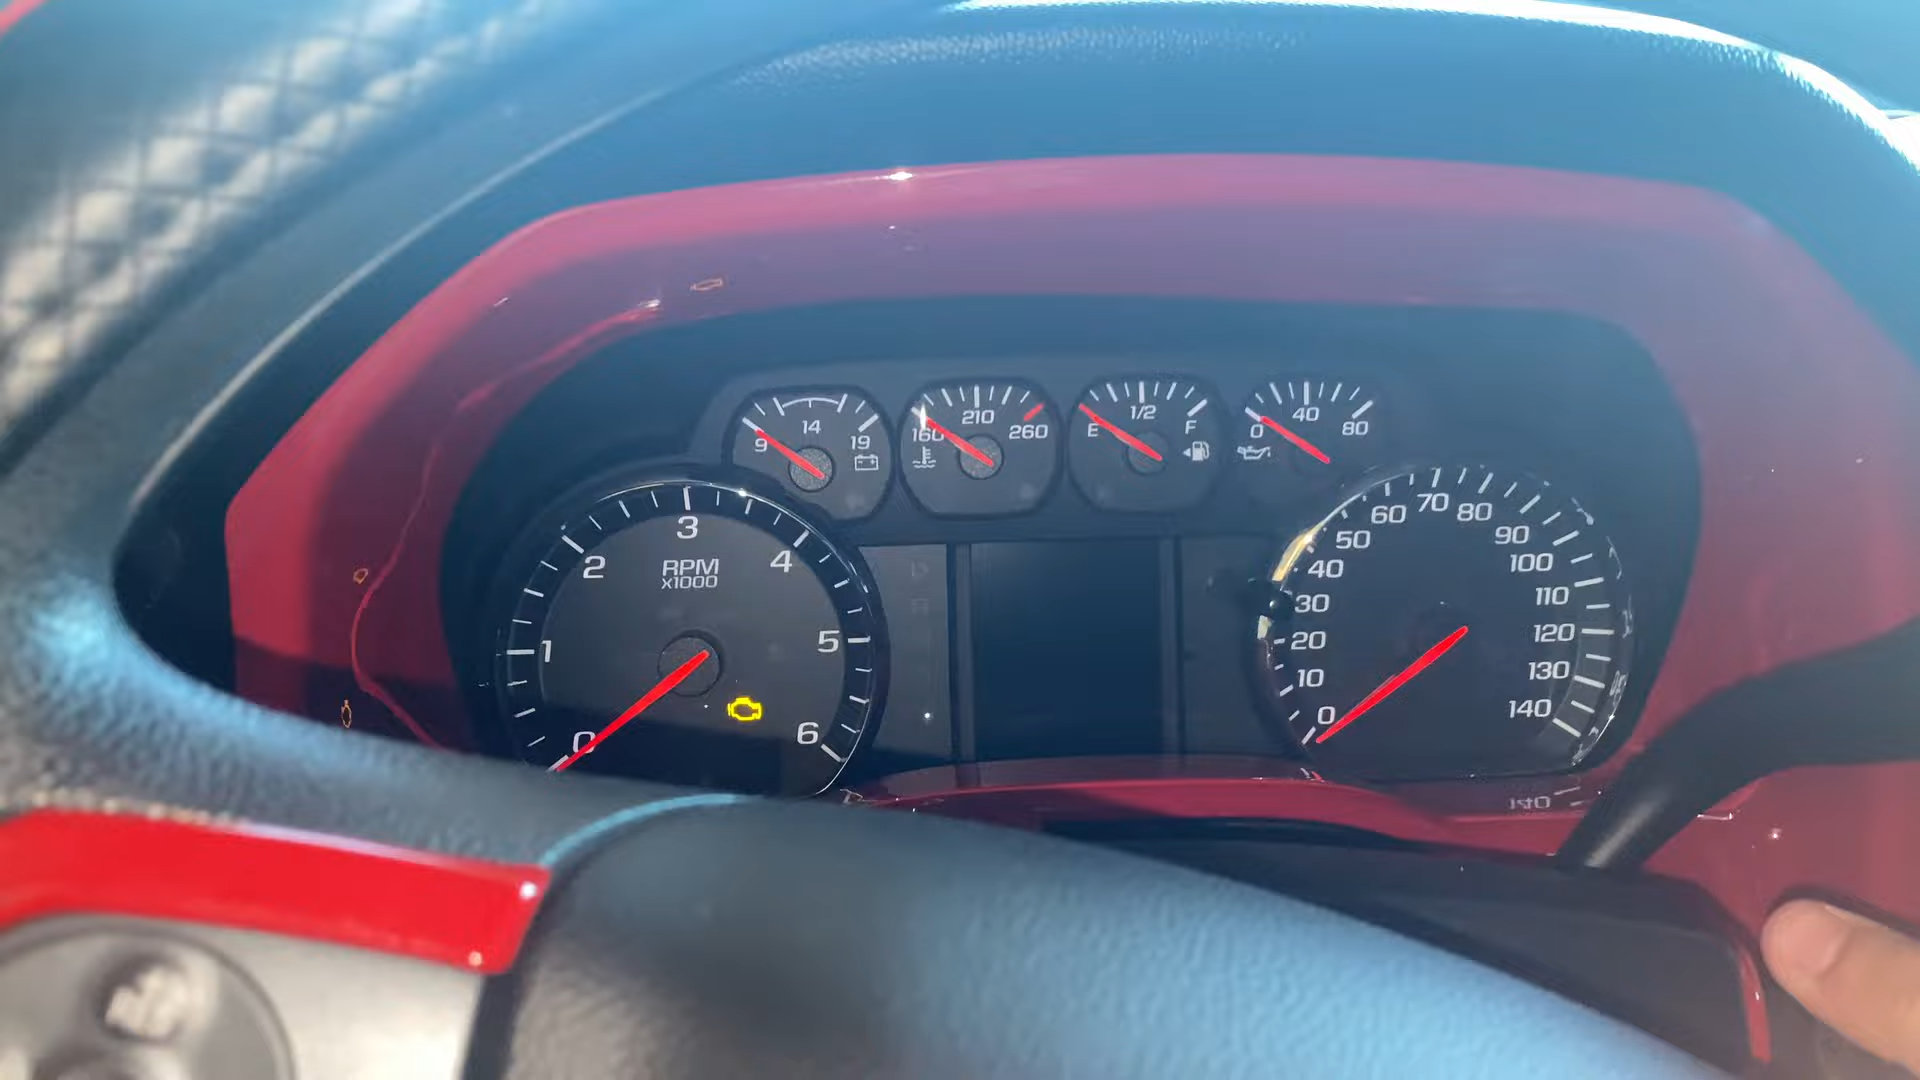 9 14 19
160 210 260
E 1/2 F
0 40 80
0 1 2 3 4 5 6
RPM
X1000
0 10 20 30 40 50 60 70 80 90 100 110 120 130 140
140